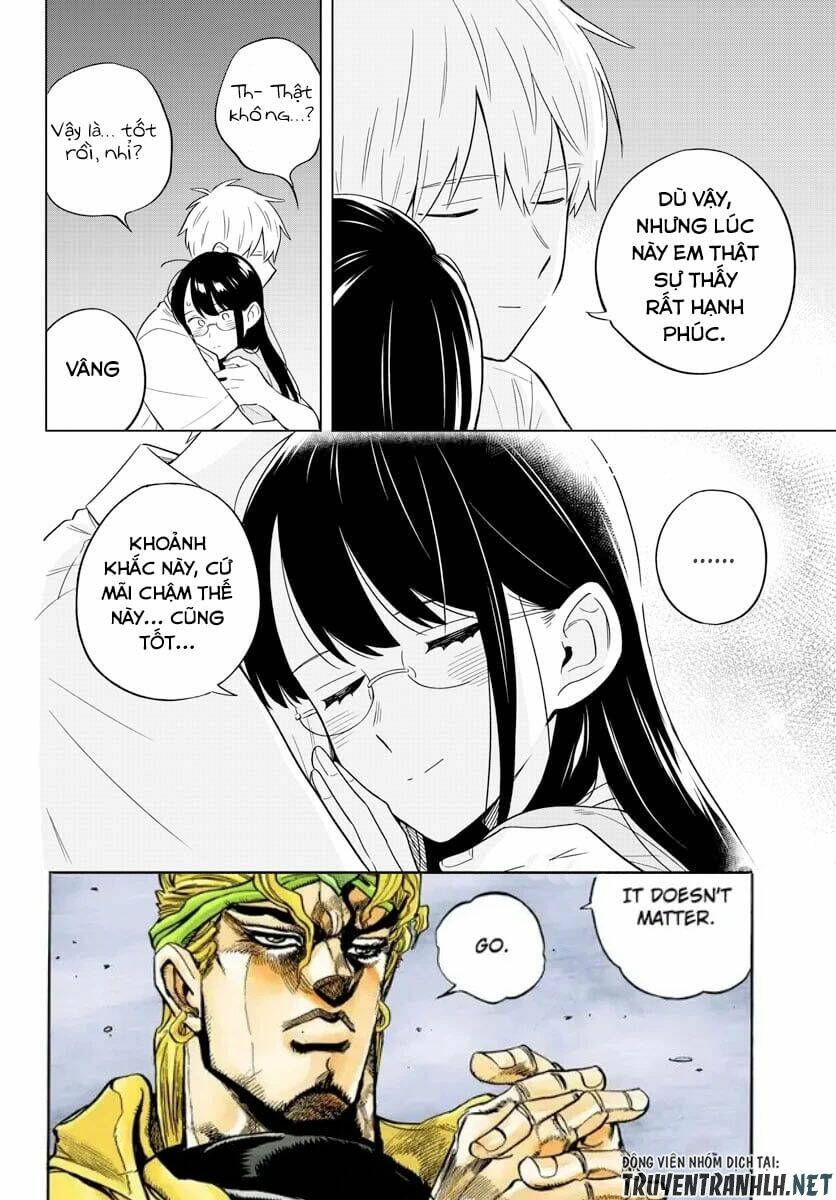 Th- Thật
không...?
Vậy là... tốt
rồi, nhỉ?
VÂNG
DÙ VẬY,
NHƯNG LÚC
NÀY EM THẬT
SỰ THẤY
RẤT HẠNH
PHÚC.
KHOẢNH
KHẮC NÀY, CỨ
MÃI CHẬM THẾ
NÀY... CŨNG
TỐT...
......
IT DOESN'T
MATTER.
GO.
ĐỘNG VIÊN NHÓM DỊCH TẠI:
TRUYENTRANHLH.NET